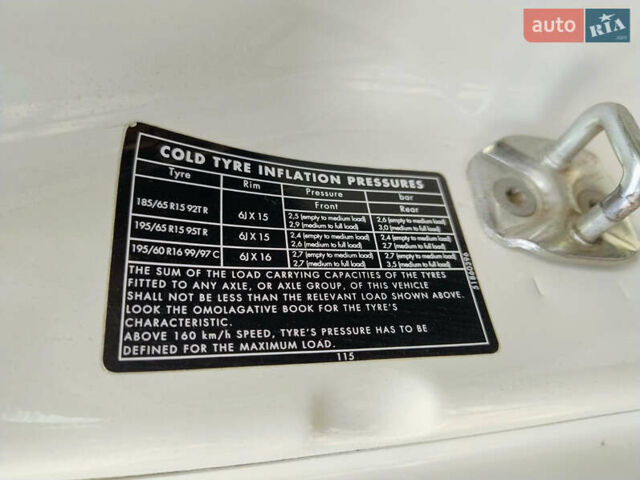 auto RIA.com
COLD TYRE INFLATION PRESSURES
Tyre Rim Pressure bar
Front Rear
185/65 R15 92T R 6J X 15 2,5 (empty to medium load) 2,6 (empty to medium load)
2,9 (medium to full load) 3,0 (medium to full load)
195/65 R15 95T R 6J X 15 2,4 (empty to medium load) 2,4 (empty to medium load)
2,6 (medium to full load) 2,7 (medium to full load)
195/60 R16 99/97 C 6J X 16 2.7 (empty to medium load) 2.7 (empty to medium load)
2,7 (medium to full load) 3,5 (medium to full load)
THE SUM OF THE LOAD CARRYING CAPACITIES OF THE TYRES
FITTED TO ANY AXLE, OR AXLE GROUP, OF THIS VEHICLE
SHALL NOT BE LESS THAN THE RELEVANT LOAD SHOWN ABOVE.
LOOK THE OMOLAGATIVE BOOK FOR THE TYRE'S
CHARACTERISTIC.
ABOVE 160 km/h SPEED, TYRE'S PRESSURE HAS TO BE
DEFINED FOR THE MAXIMUM LOAD.
115
51860396